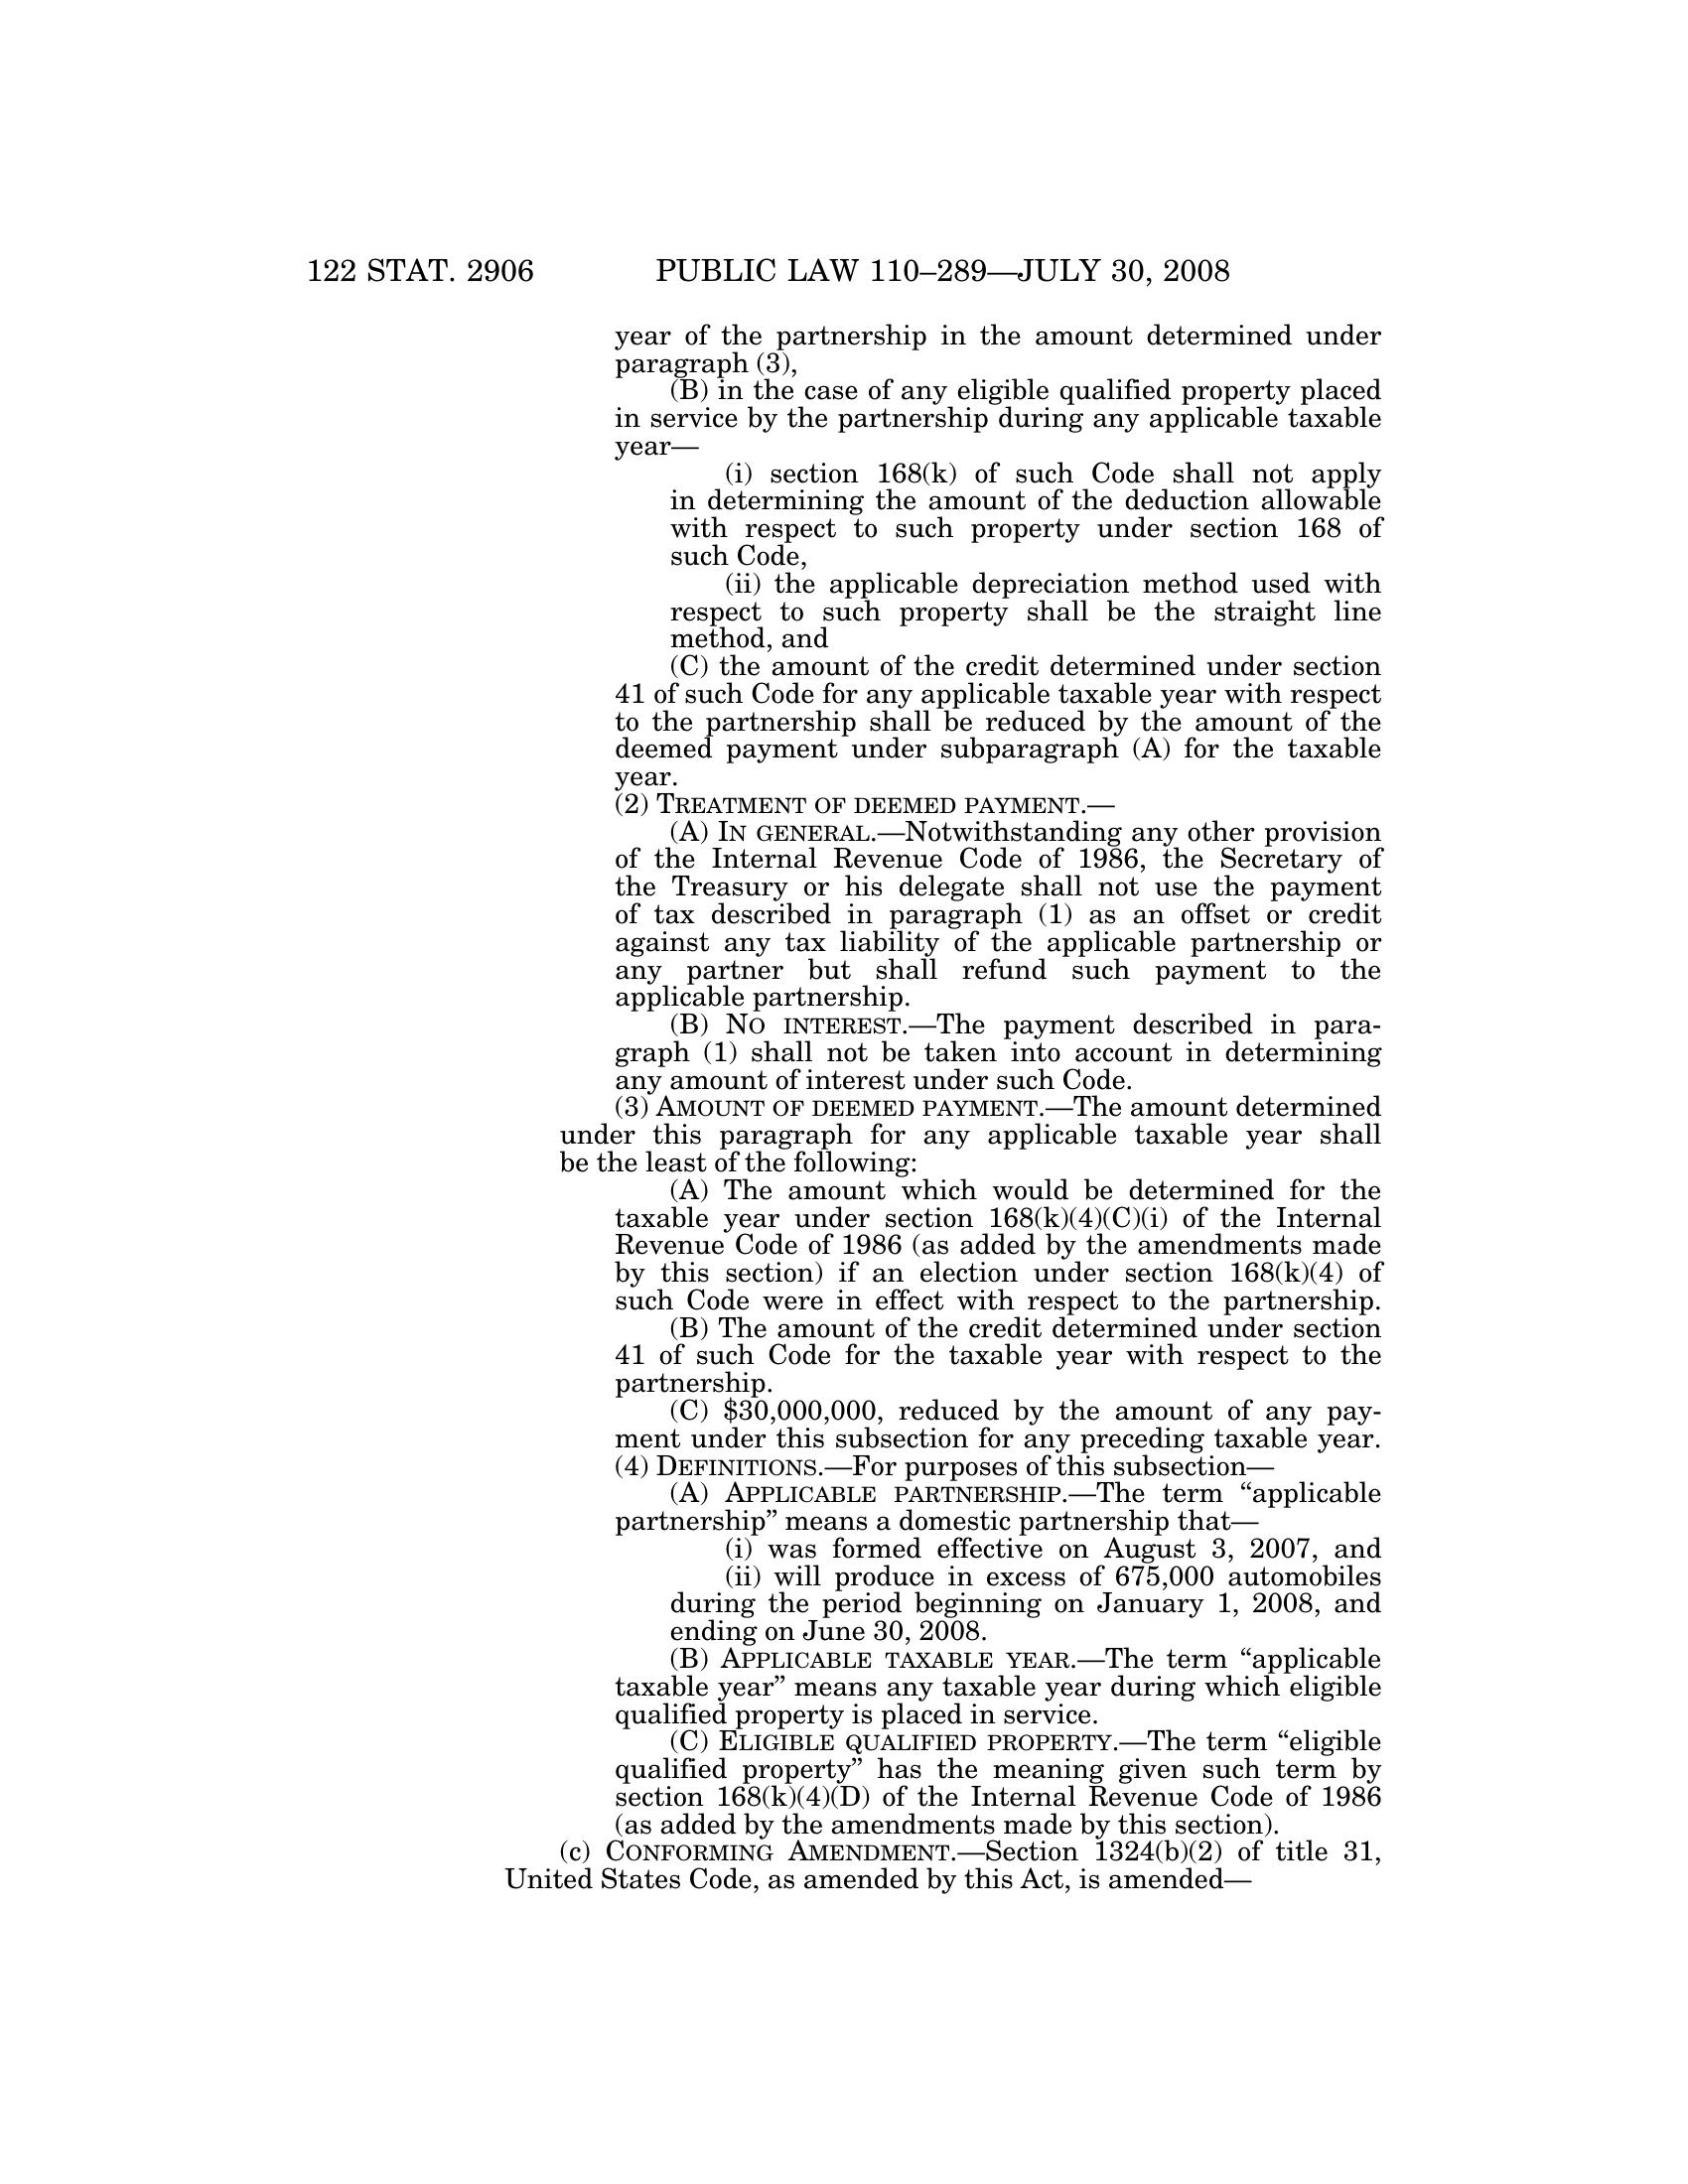 122 STAT. 2906 PUBLIC LAW 110–289—JULY 30, 2008
year of the partnership in the amount determined under
paragraph (3),
(B) in the case of any eligible qualified property placed
in service by the partnership during any applicable taxable
year—
(i) section 168(k) of such Code shall not apply
in determining the amount of the deduction allowable
with respect to such property under section 168 of
such Code,
(ii) the applicable depreciation method used with
respect to such property shall be the straight line
method, and
(C) the amount of the credit determined under section
41 of such Code for any applicable taxable year with respect
to the partnership shall be reduced by the amount of the
deemed payment under subparagraph (A) for the taxable
year.
(2) TREATMENT OF DEEMED PAYMENT.—
(A) IN GENERAL.—Notwithstanding any other provision
of the Internal Revenue Code of 1986, the Secretary of
the Treasury or his delegate shall not use the payment
of tax described in paragraph (1) as an offset or credit
against any tax liability of the applicable partnership or
any partner but shall refund such payment to the
applicable partnership.
(B) NO INTEREST.—The payment described in para-
graph (1) shall not be taken into account in determining
any amount of interest under such Code.
(3) AMOUNT OF DEEMED PAYMENT.—The amount determined
under this paragraph for any applicable taxable year shall
be the least of the following:
(A) The amount which would be determined for the
taxable year under section 168(k)(4)(C)(i) of the Internal
Revenue Code of 1986 (as added by the amendments made
by this section) if an election under section 168(k)(4) of
such Code were in effect with respect to the partnership.
(B) The amount of the credit determined under section
41 of such Code for the taxable year with respect to the
partnership.
(C) $30,000,000, reduced by the amount of any pay-
ment under this subsection for any preceding taxable year.
(4) DEFINITIONS.—For purposes of this subsection—
(A) APPLICABLE PARTNERSHIP.—The term “applicable
partnership” means a domestic partnership that—
(i) was formed effective on August 3, 2007, and
(ii) will produce in excess of 675,000 automobiles
during the period beginning on January 1, 2008, and
ending on June 30, 2008.
(B) APPLICABLE TAXABLE YEAR.—The term “applicable
taxable year” means any taxable year during which eligible
qualified property is placed in service.
(C) ELIGIBLE QUALIFIED PROPERTY.—The term “eligible
qualified property” has the meaning given such term by
section 168(k)(4)(D) of the Internal Revenue Code of 1986
(as added by the amendments made by this section).
(c) CONFORMING AMENDMENT.—Section 1324(b)(2) of title 31,
United States Code, as amended by this Act, is amended—